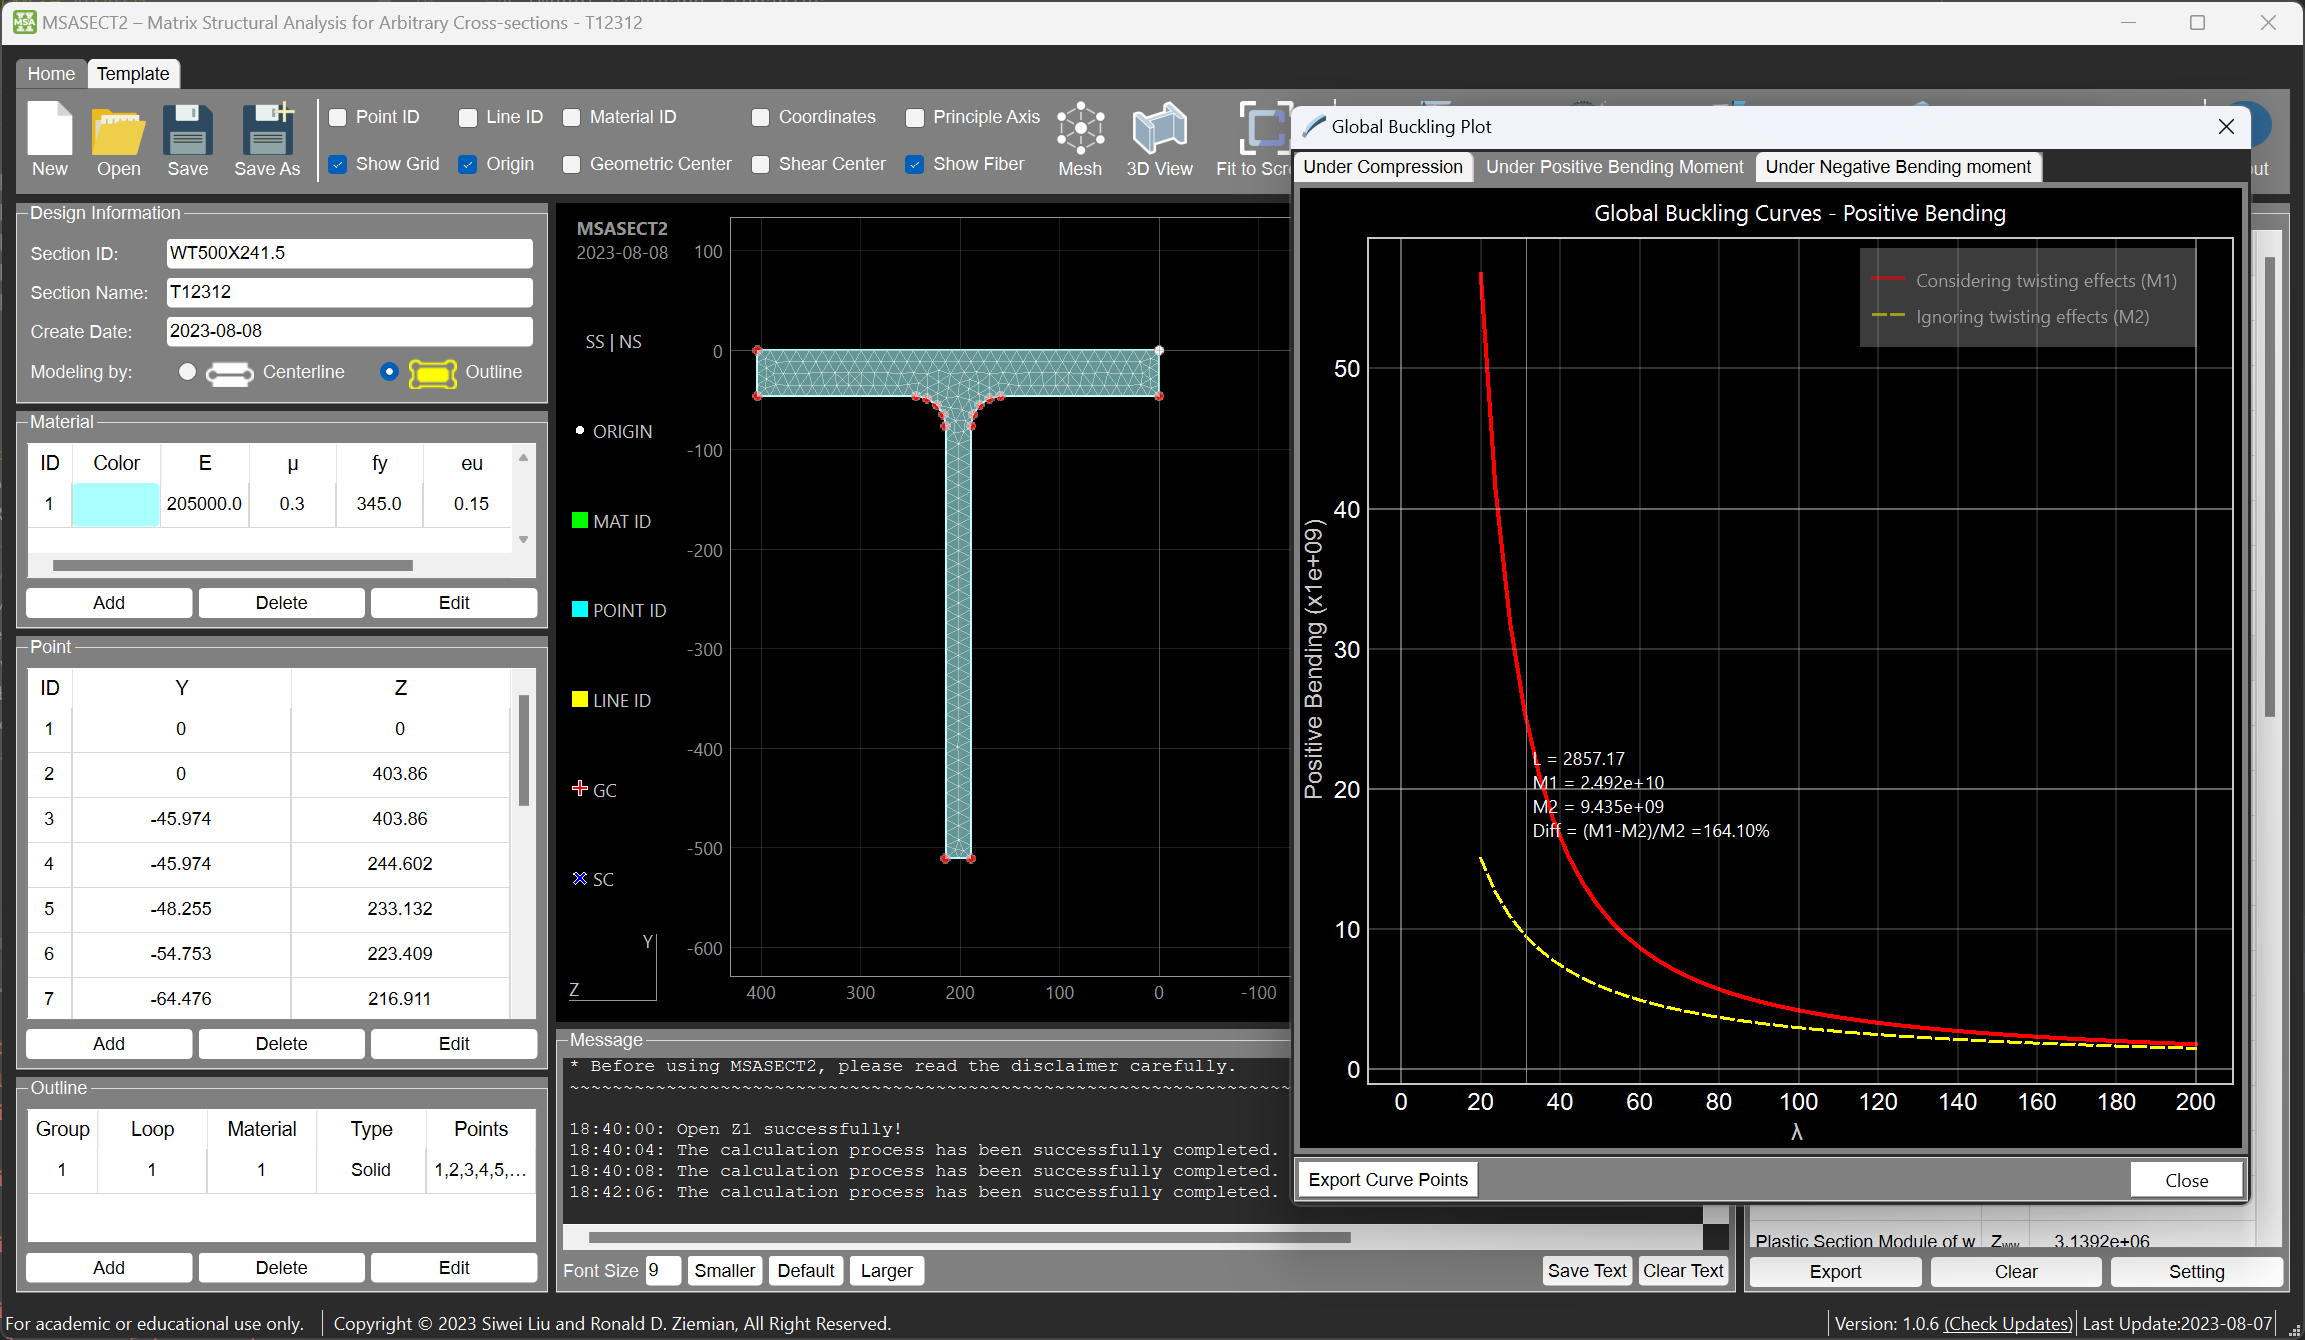 MSASECT2 – Matrix Structural Analysis for Arbitrary Cross-sections - T12312
Home
Template
New
Open
Save
Save As
Point ID
Line ID
Material ID
Coordinates
Principle Axis
Show Grid
Origin
Geometric Center
Shear Center
Show Fiber
Mesh
3D View
Fit to Scr
Design Information
Section ID: WT500X241.5
Section Name: T12312
Create Date: 2023-08-08
Modeling by: Centerline Outline
Material
ID Color E μ fy eu
1 205000.0 0.3 345.0 0.15
Add Delete Edit
Point
ID Y Z
1 0 0
2 0 403.86
3 -45.974 403.86
4 -45.974 244.602
5 -48.255 233.132
6 -54.753 223.409
7 -64.476 216.911
Add Delete Edit
Outline
Group Loop Material Type Points
1 1 1 Solid 1,2,3,4,5,...
Add Delete Edit
MSASECT2
2023-08-08
SS | NS
ORIGIN
MAT ID
POINT ID
LINE ID
GC
SC
Y
Z
100
0
-100
-200
-300
-400
-500
-600
400 300 200 100 0 -100
Message
* Before using MSASECT2, please read the disclaimer carefully.
~~~~~~~~~~~~~~~~~~~~~~~~~~~~~~~~~~~~~~~~~~~~~~~~~~~~~~~~~~~~~~~~~~~
18:40:00: Open Z1 successfully!
18:40:04: The calculation process has been successfully completed.
18:40:08: The calculation process has been successfully completed.
18:42:06: The calculation process has been successfully completed.
Font Size 9 Smaller Default Larger Save Text Clear Text
Global Buckling Plot
Under Compression
Under Positive Bending Moment
Under Negative Bending moment
Global Buckling Curves - Positive Bending
Considering twisting effects (M1)
Ignoring twisting effects (M2)
Positive Bending (x1e+09)
50
40
30
20
10
0
L = 2857.17
M1 = 2.492e+10
M2 = 9.435e+09
Diff = (M1-M2)/M2 =164.10%
0 20 40 60 80 100 120 140 160 180 200
λ
Export Curve Points
Close
out
Plastic Section Module of w Zww 3.1392e+06
Export Clear Setting
For academic or educational use only.
Copyright © 2023 Siwei Liu and Ronald D. Ziemian, All Right Reserved.
Version: 1.0.6 (Check Updates)
Last Update:2023-08-07